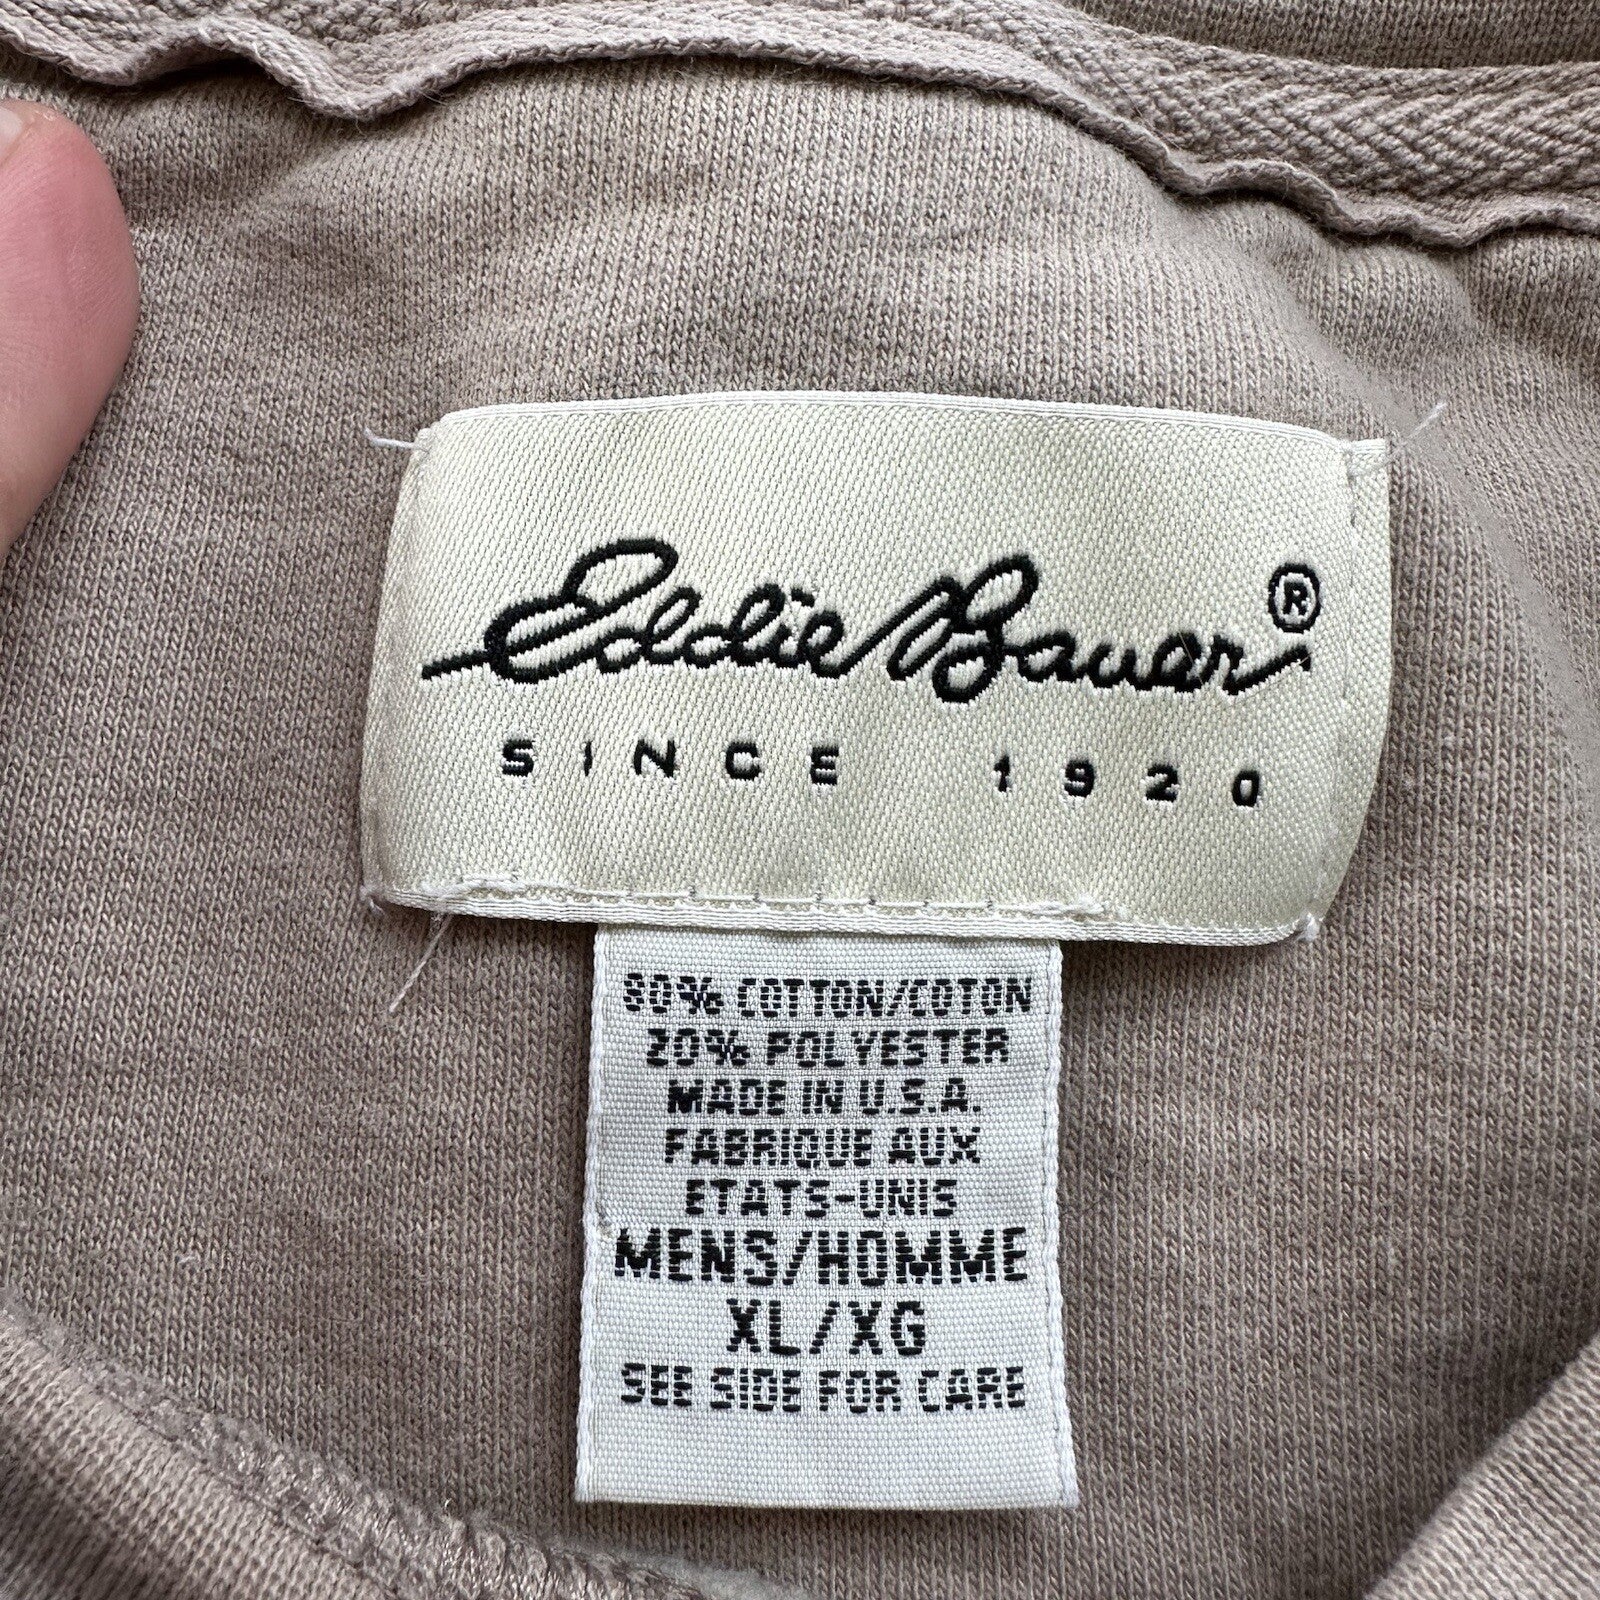 Eddie Bauer®
SINCE 1920
80% COTTON/COTON
20% POLYESTER
MADE IN U.S.A.
FABRIQUE AUX
ETATS-UNIS
MENS/HOMME
XL/XG
SEE SIDE FOR CARE